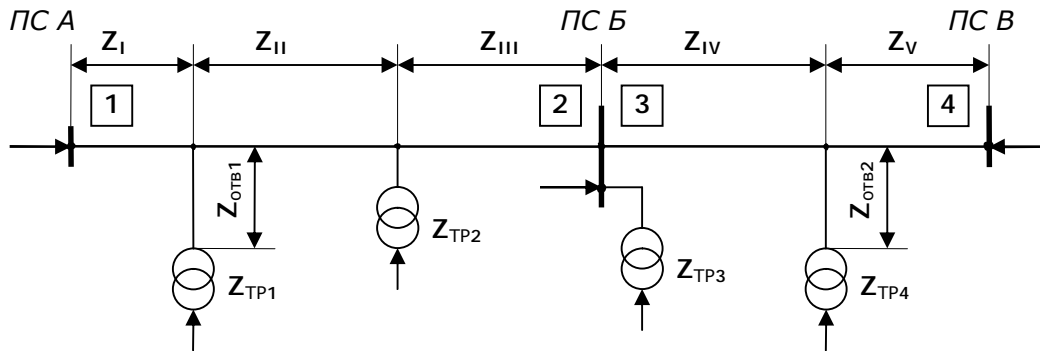 ПС А ПС Б ПС В
Z_I Z_II Z_III Z_IV Z_V
1 2 3 4
Z_отв1 Z_отв2
Z_ТР2
Z_ТР1 Z_ТР3 Z_ТР4